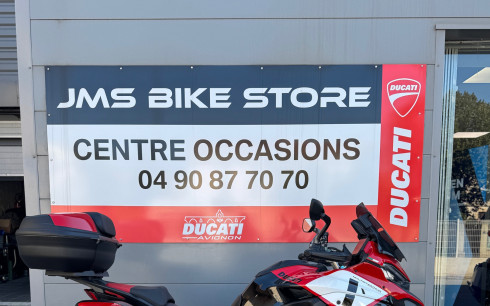 JMS BIKE STORE
CENTRE OCCASIONS
04 90 87 70 70
DUCATI
AVIGNON
DUCATI
DUCATI